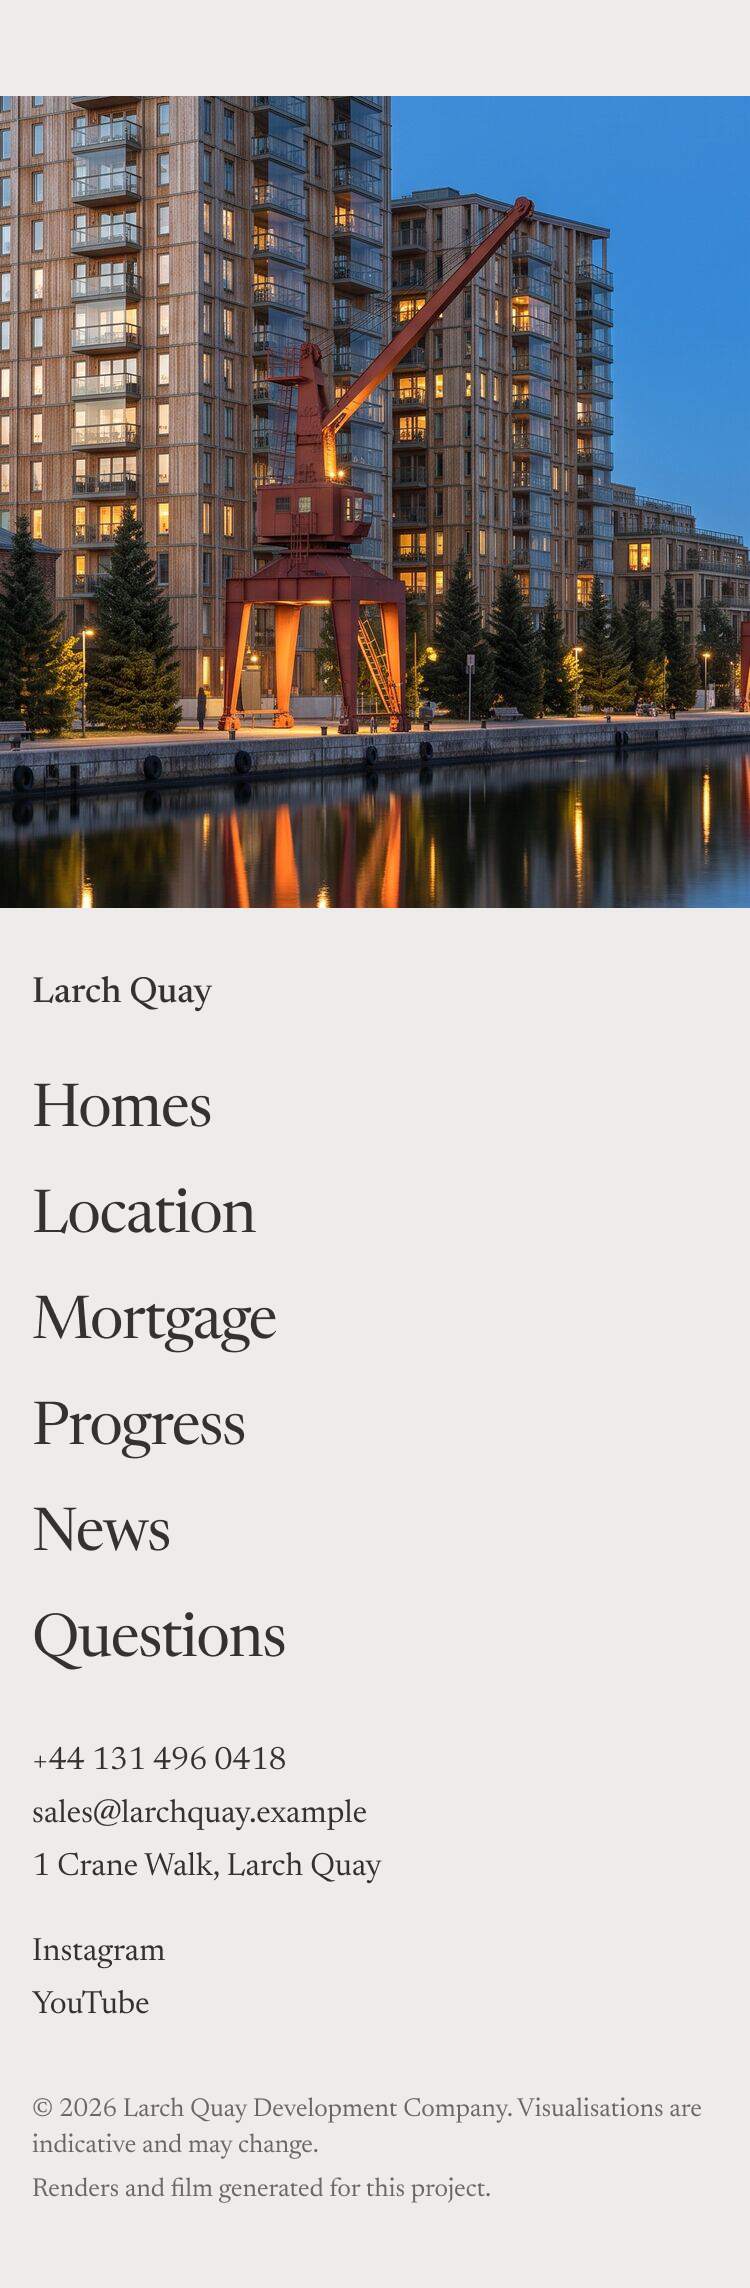 Larch Quay
Homes
Location
Mortgage
Progress
News
Questions
+44 131 496 0418
sales@larchquay.example
1 Crane Walk, Larch Quay
Instagram
YouTube
© 2026 Larch Quay Development Company. Visualisations are
indicative and may change.
Renders and film generated for this project.